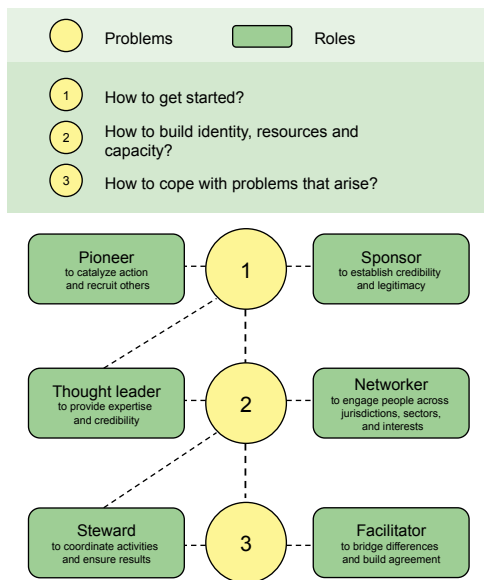 Problems
Roles
1
How to get started?
2
How to build identity, resources and
capacity?
3
How to cope with problems that arise?
Pioneer
to catalyze action
and recruit others
1
Sponsor
to establish credibility
and legitimacy
Thought leader
to provide expertise
and credibility
2
Networker
to engage people across
jurisdictions, sectors,
and interests
Steward
to coordinate activities
and ensure results
3
Facilitator
to bridge differences
and build agreement